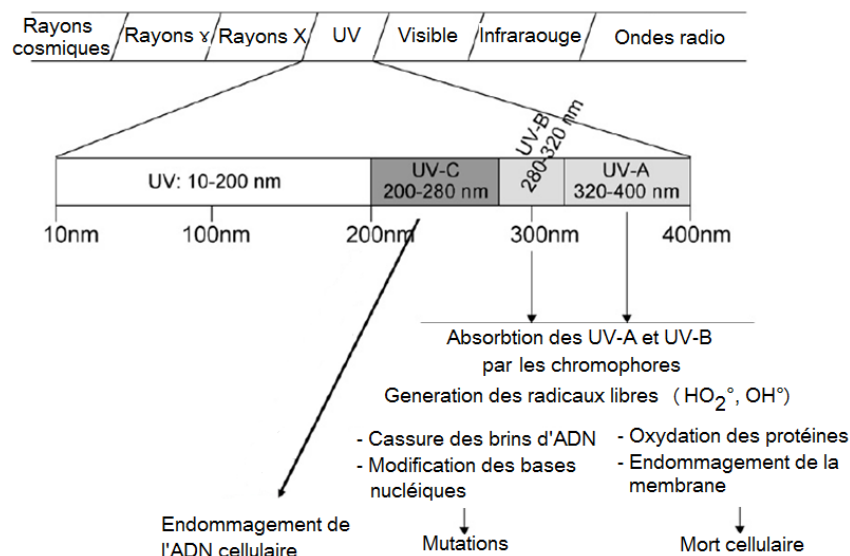 Rayons
cosmiques
Rayons ɤ
Rayons X
UV
Visible
Infraraouge
Ondes radio
UV: 10-200 nm
UV-C
200-280 nm
UV-B
280-320 nm
UV-A
320-400 nm
10nm
100nm
200nm
300nm
400nm
Absorbtion des UV-A et UV-B
par les chromophores
Generation des radicaux libres (HO2°, OH°)
- Cassure des brins d'ADN
- Modification des bases
nucléiques
- Oxydation des protéines
- Endommagement de la
membrane
Endommagement de
l'ADN cellulaire
Mutations
Mort cellulaire